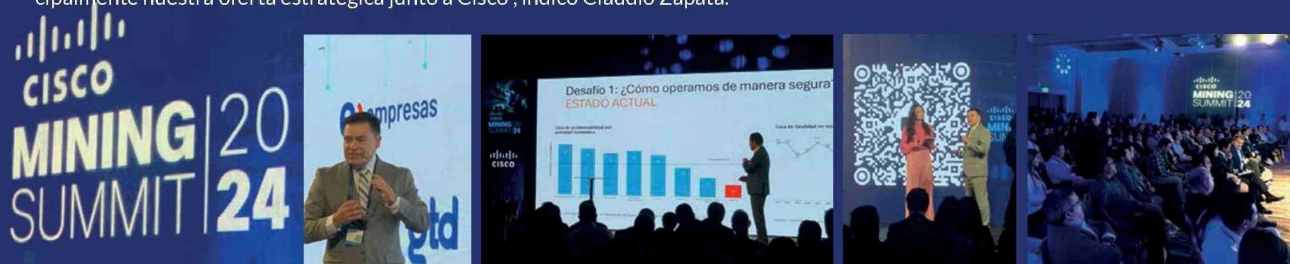 cipalmente nuestra oferta estratégica junto a Cisco", indicó Claudio Zapata.
CISCO
MINING 20
SUMMIT 24
empresas
gtd
Desafío 1: ¿Cómo operamos de manera segura?
ESTADO ACTUAL
CISCO
CISCO
MINING 20
SUMMIT 24